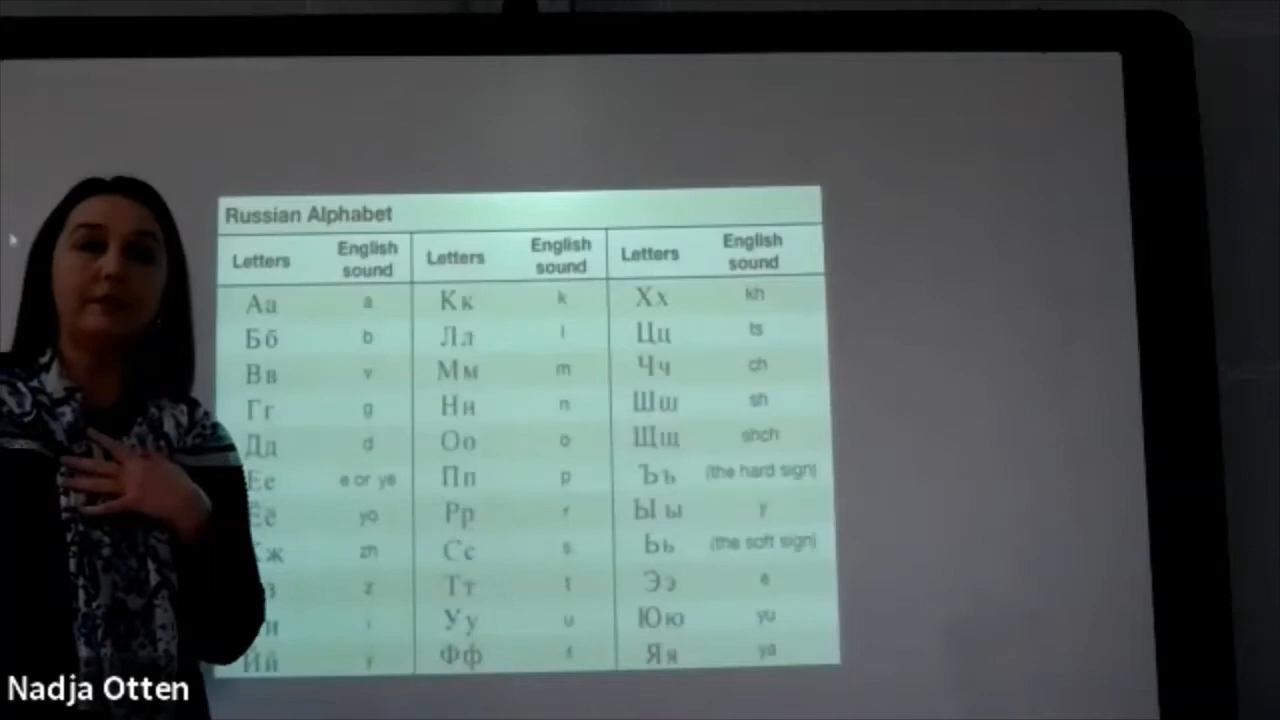 Russian Alphabet
Letters English sound Letters English sound Letters English sound
Аа a Кк k Хх kh
Бб b Лл l Цц ts
Вв v Мм m Чч ch
Гг g Нн n Шш sh
Дд d Оо o Щщ shch
Ее e or ye Пп p Ъъ (the hard sign)
Ёё yo Рр r Ыы y
ж zh Сс s Ьь (the soft sign)
з z Тт t Ээ e
и i Уу u Юю yu
Йй y Фф f Яя ya
Nadja Otten